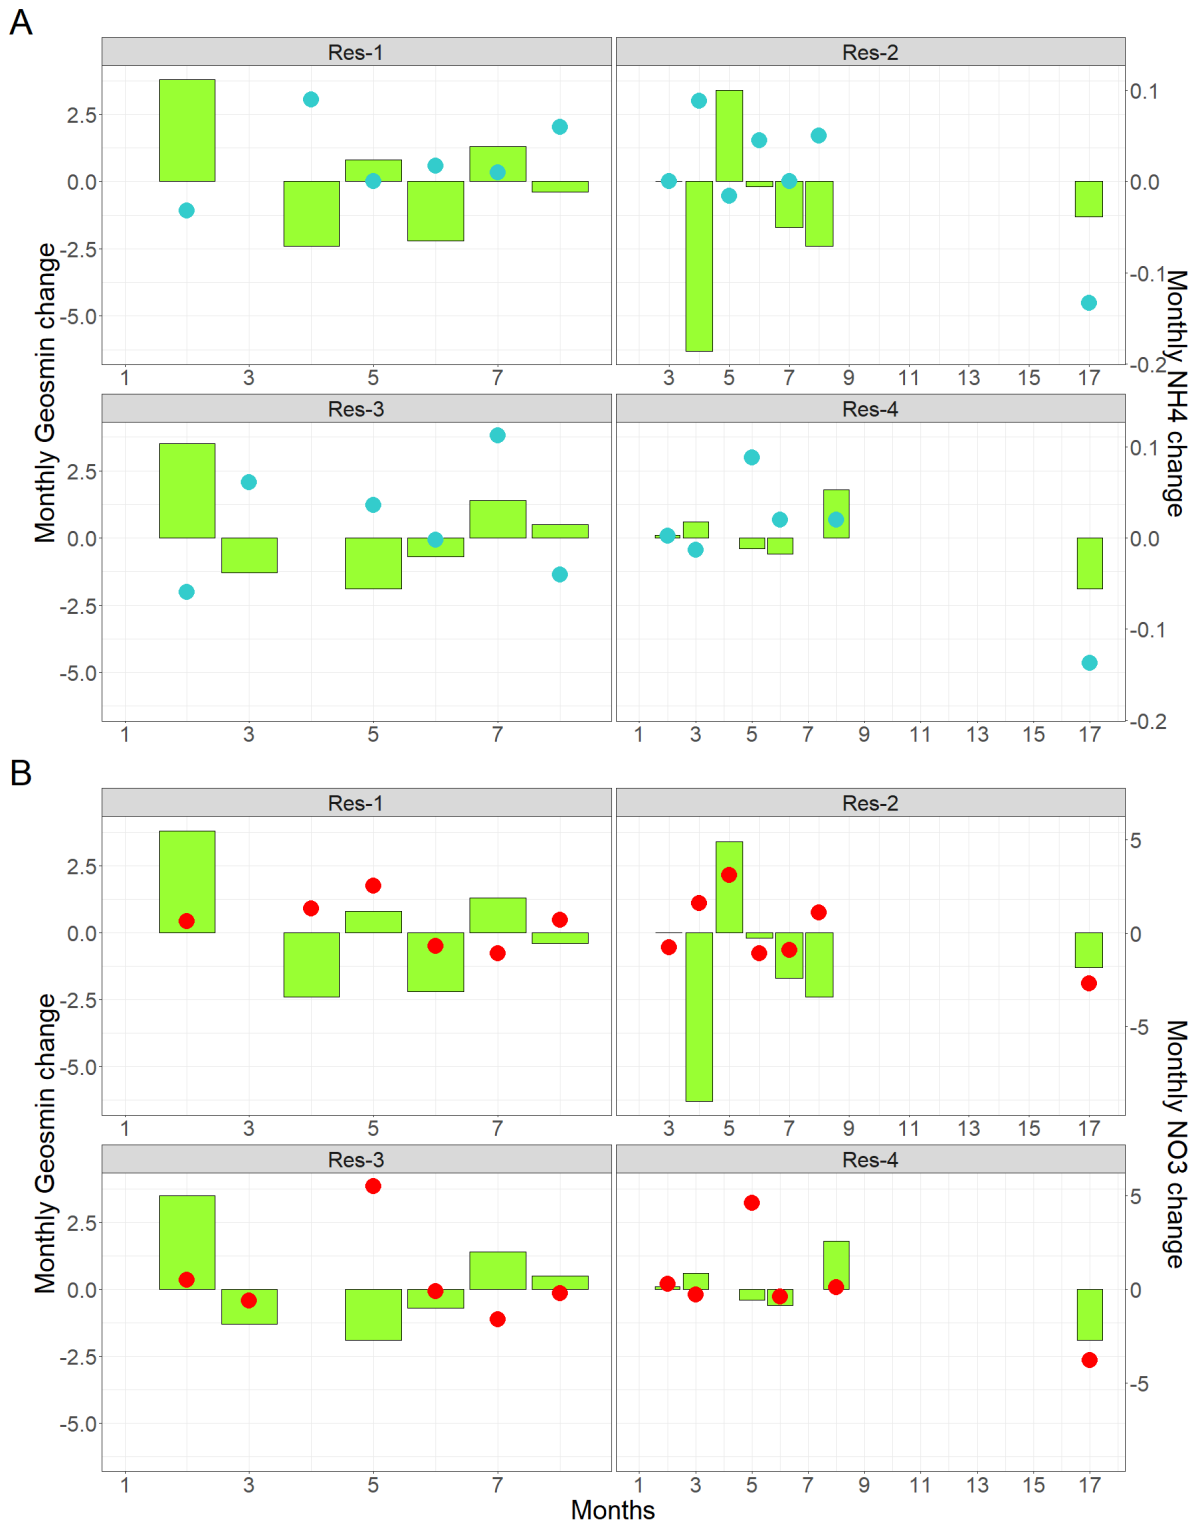 A
Res-1
Res-2
2.5
0.0
-2.5
-5.0
0.1
0.0
-0.1
-0.2
1 3 5 7
3 5 7 9 11 13 15 17
Res-3
Res-4
2.5
0.0
-2.5
-5.0
0.1
0.0
-0.1
-0.2
1 3 5 7
1 3 5 7 9 11 13 15 17
Monthly Geosmin change
Monthly NH4 change
B
Res-1
Res-2
2.5
0.0
-2.5
-5.0
5
0
-5
1 3 5 7
3 5 7 9 11 13 15 17
Res-3
Res-4
2.5
0.0
-2.5
-5.0
5
0
-5
1 3 5 7
1 3 5 7 9 11 13 15 17
Monthly Geosmin change
Monthly NO3 change
Months